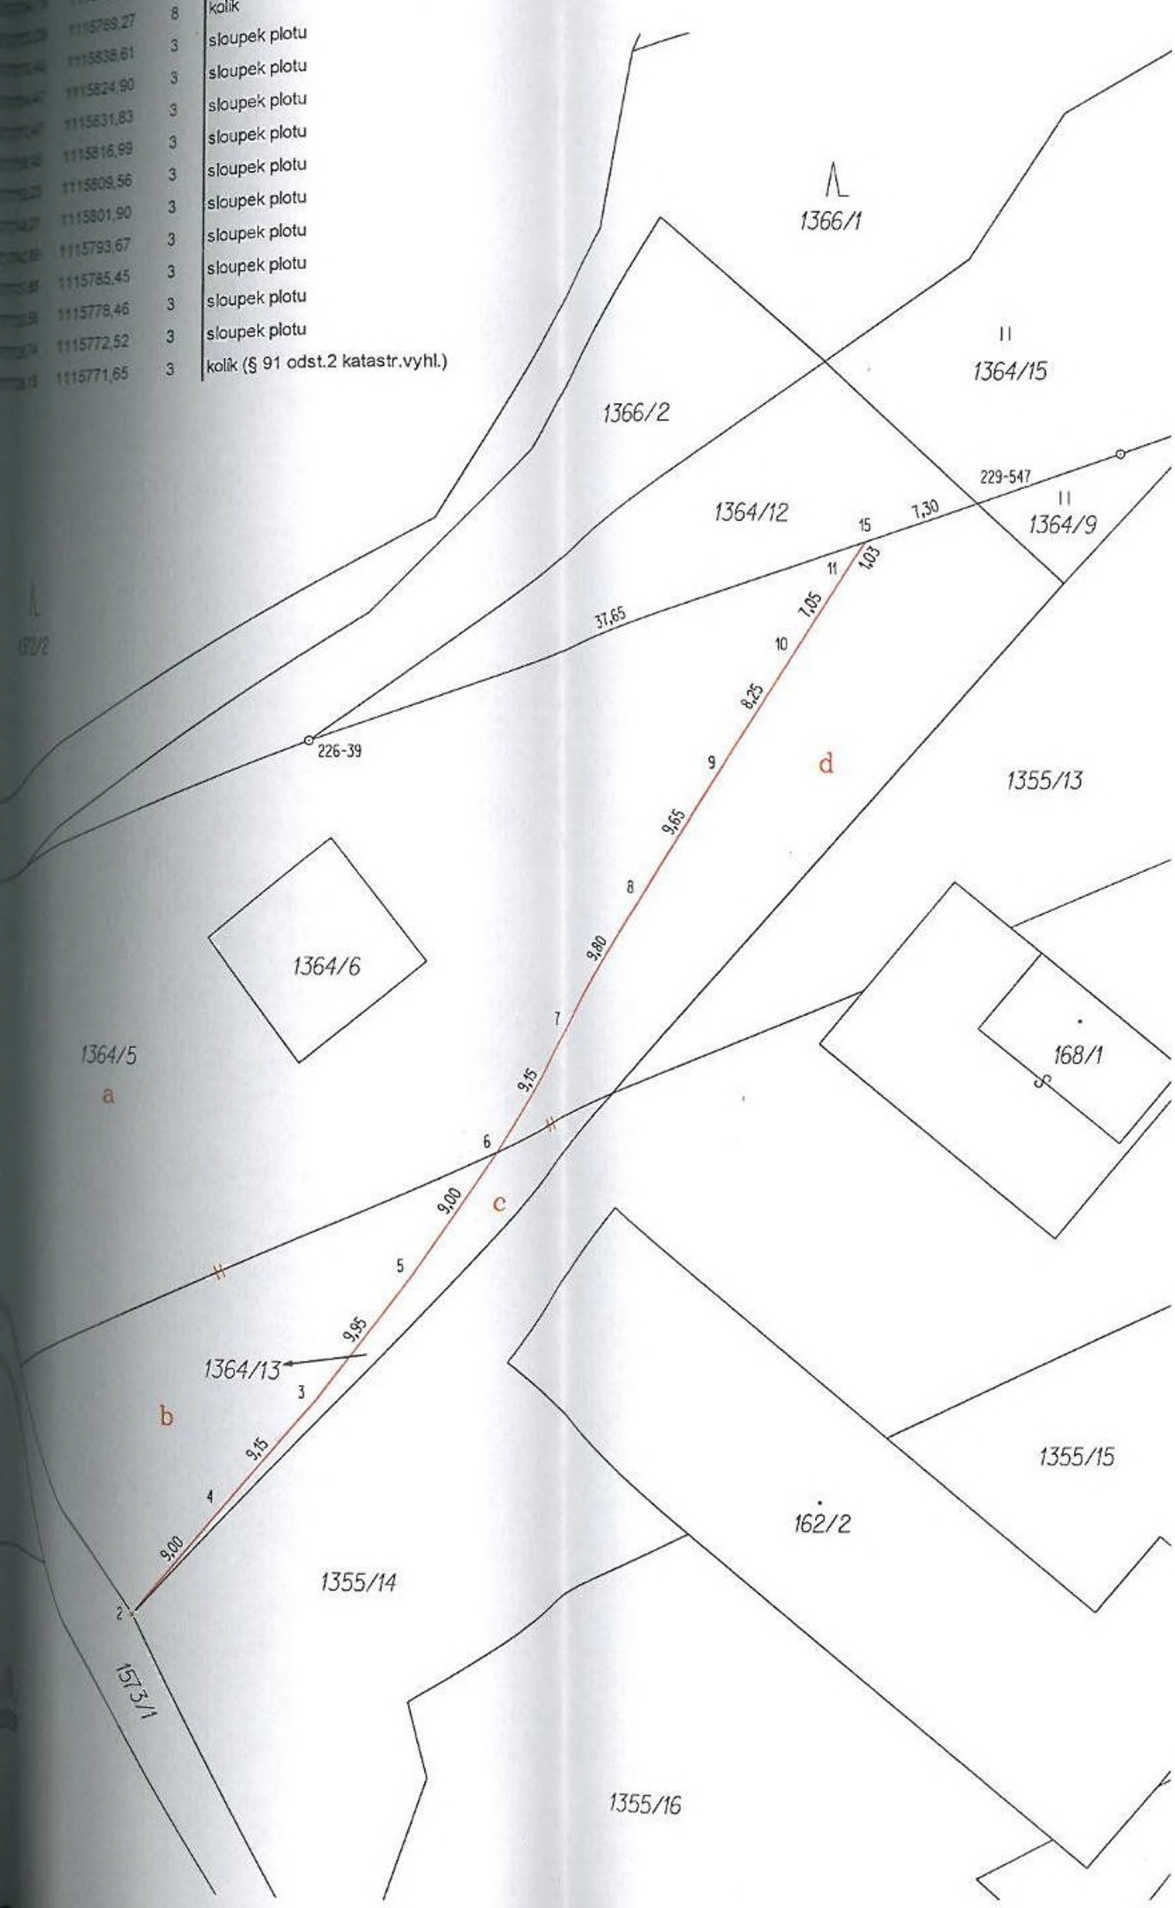 1115769,27 8 kolík
1115838,61 3 sloupek plotu
1115824,90 3 sloupek plotu
1115831,83 3 sloupek plotu
1115816,99 3 sloupek plotu
1115809,56 3 sloupek plotu
1115801,90 3 sloupek plotu
1115793,67 3 sloupek plotu
1115785,45 3 sloupek plotu
1115778,46 3 sloupek plotu
1115772,52 3 sloupek plotu
1115771,65 3 kolík (§ 91 odst.2 katastr.vyhl.)
1366/1
1364/15
1366/2
229-547
1364/12
7,30
1364/9
15
1,03
11
7,05
37,65
10
8,25
226-39
9
d
1355/13
9,65
8
9,80
1364/6
7
1364/5
168/1
a
9,15
6
9,00
c
5
9,95
1364/13
3
b
9,15
1355/15
4
162/2
9,00
1355/14
2
1573/1
1355/16